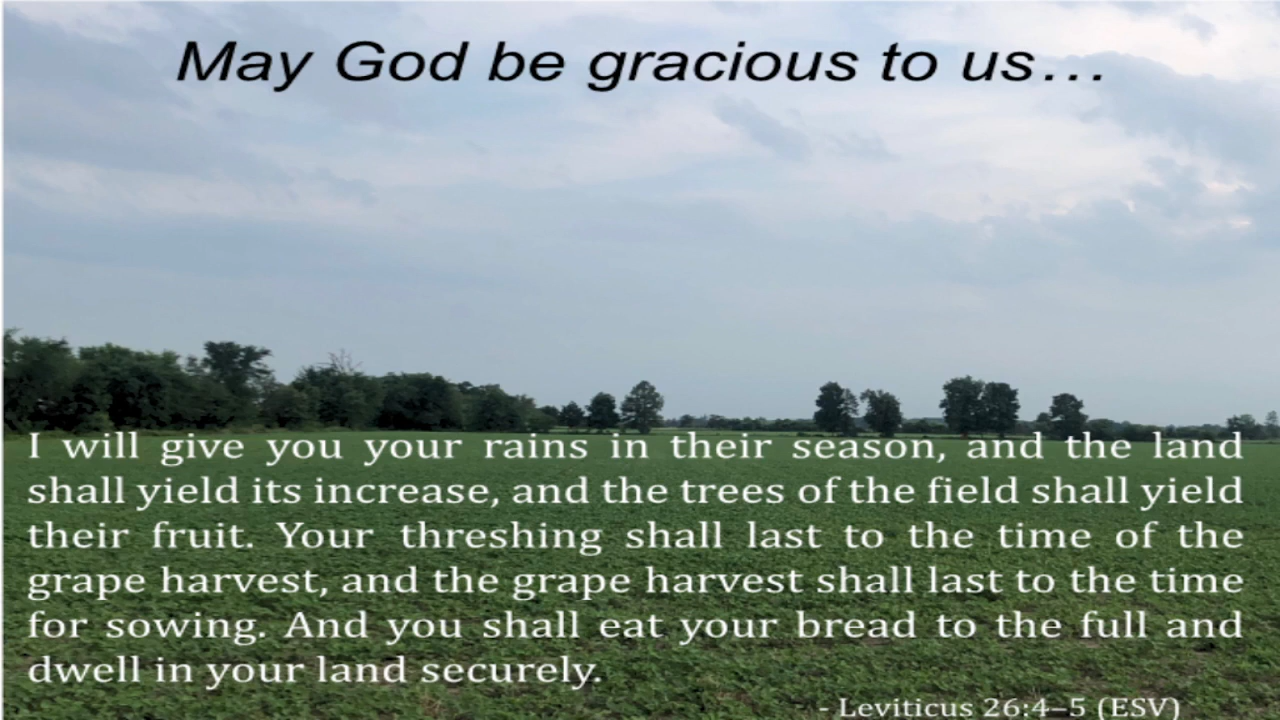 May God be gracious to us…
I will give you your rains in their season, and the land
shall yield its increase, and the trees of the field shall yield
their fruit. Your threshing shall last to the time of the
grape harvest, and the grape harvest shall last to the time
for sowing. And you shall eat your bread to the full and
dwell in your land securely.
- Leviticus 26:4–5 (ESV)